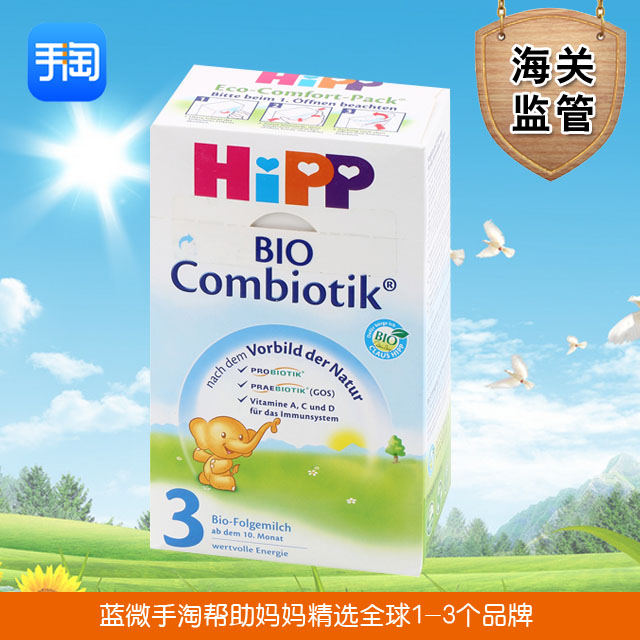 手淘
海关
监管
HiPP
Eco-Comfort-Pack
Bitte beim 1. Öffnen beachten
1 2 3
HiPP
BIO
Combiotik®
BIO
CLAUS HIPP
nach dem Vorbild der Natur
PROBIOTIK®
PRAEBIOTIK® (GOS)
Vitamine A, C und D
für das Immunsystem
3
Bio-Folgemilch
ab dem 10. Monat
wertvolle Energie
蓝微手淘帮助妈妈精选全球1-3个品牌